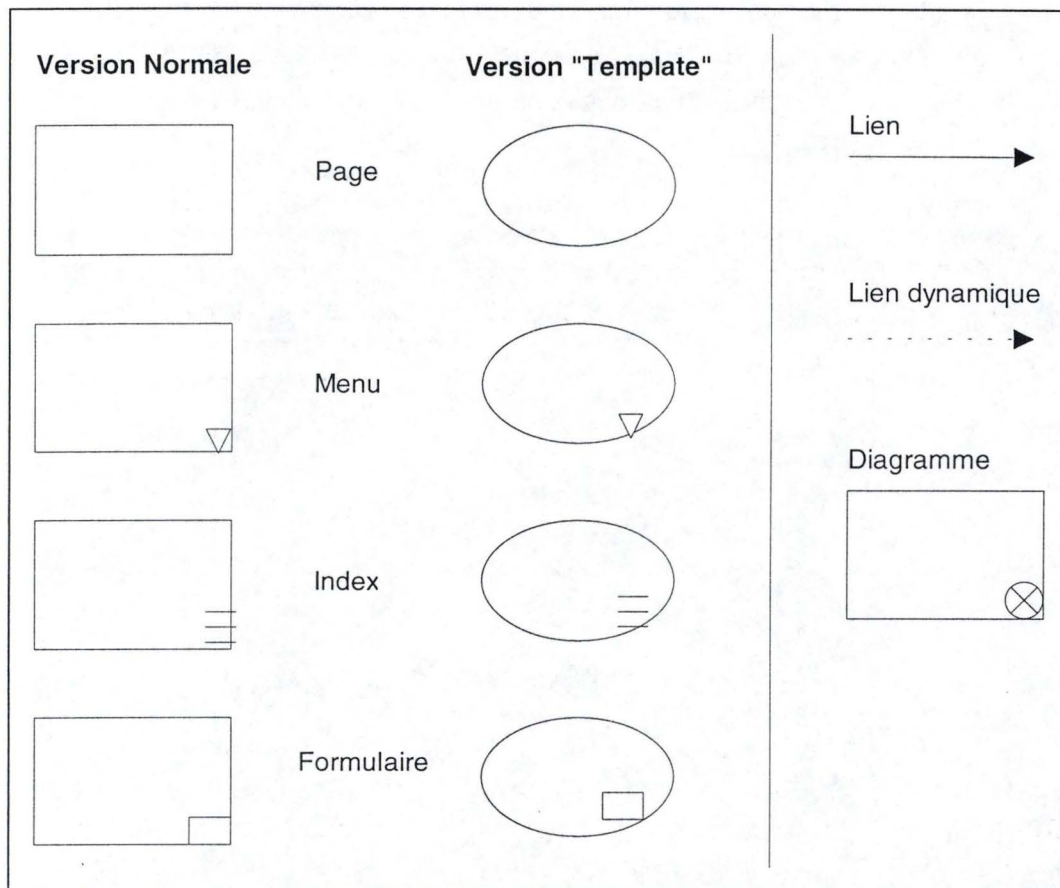 Version Normale
Version "Template"
Page
Menu
Index
Formulaire
Lien
Lien dynamique
Diagramme